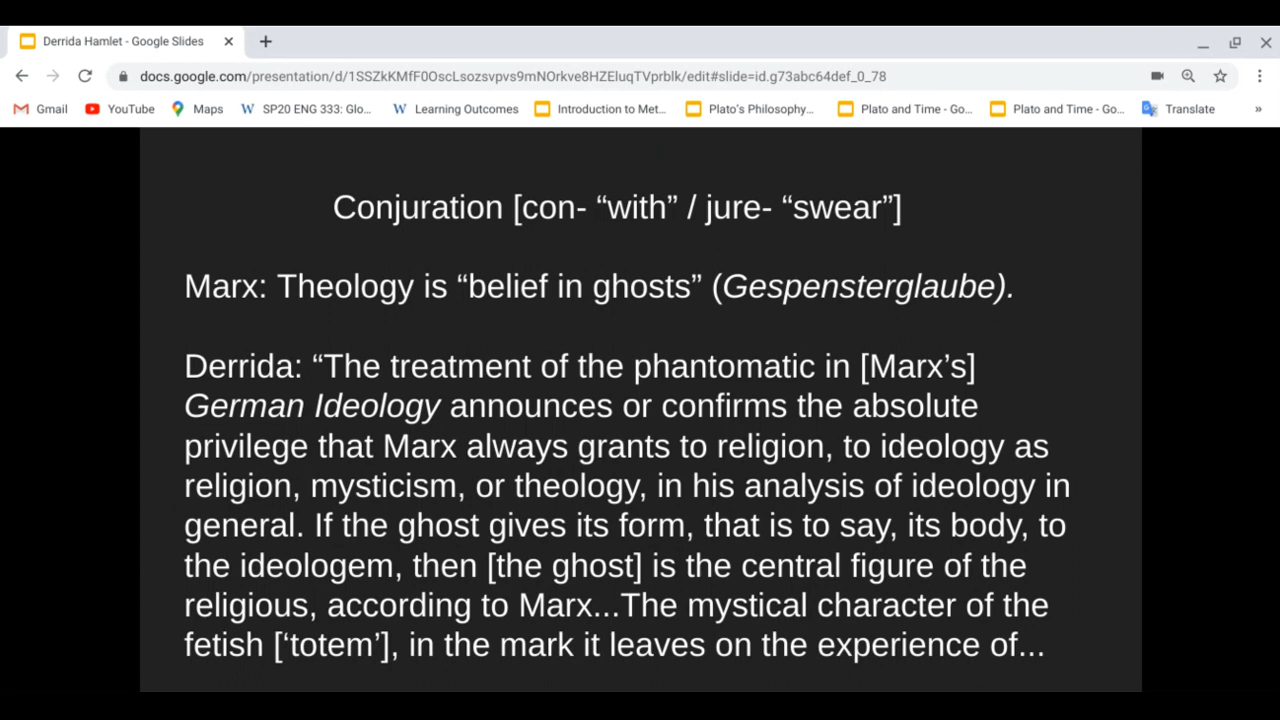 Derrida Hamlet - Google Slides
docs.google.com/presentation/d/1SSZkKMfF0OscLsozsvpvs9mNOrkve8HZEluqTVprblk/edit#slide=id.g73abc64def_0_78
Gmail YouTube Maps SP20 ENG 333: Glo... Learning Outcomes Introduction to Met... Plato's Philosophy... Plato and Time - Go... Plato and Time - Go... Translate »
Conjuration [con- “with” / jure- “swear”]
Marx: Theology is “belief in ghosts” (Gespensterglaube).
Derrida: “The treatment of the phantomatic in [Marx’s]
German Ideology announces or confirms the absolute
privilege that Marx always grants to religion, to ideology as
religion, mysticism, or theology, in his analysis of ideology in
general. If the ghost gives its form, that is to say, its body, to
the ideologem, then [the ghost] is the central figure of the
religious, according to Marx...The mystical character of the
fetish [‘totem’], in the mark it leaves on the experience of...